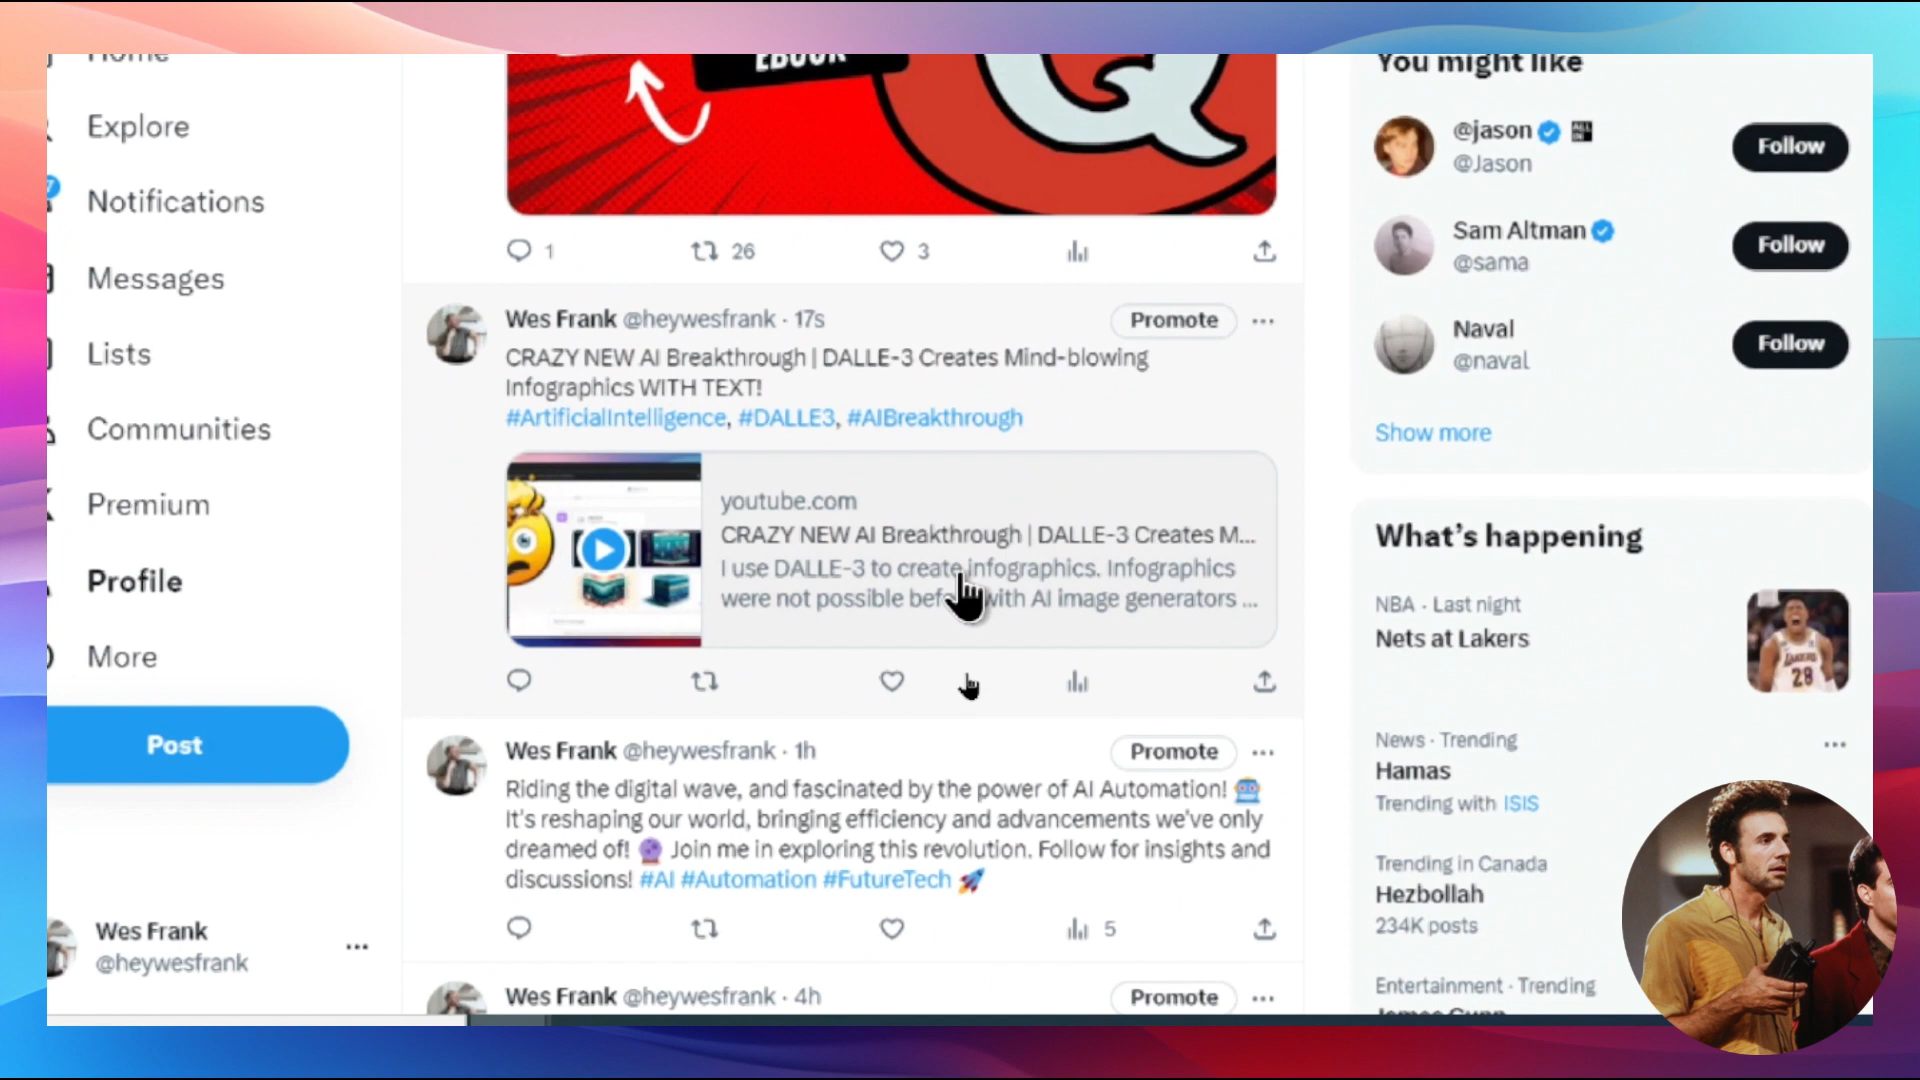 Home
Explore
Notifications
Messages
Lists
Communities
Premium
Profile
More
Post
Wes Frank
@heywesfrank
EBOOK
Q
1
26
3
Wes Frank @heywesfrank · 17s
Promote
CRAZY NEW AI Breakthrough | DALLE-3 Creates Mind-blowing
Infographics WITH TEXT!
#ArtificialIntelligence, #DALLE3, #AIBreakthrough
youtube.com
CRAZY NEW AI Breakthrough | DALLE-3 Creates M...
I use DALLE-3 to create infographics. Infographics
were not possible before with AI image generators ...
Wes Frank @heywesfrank · 1h
Promote
Riding the digital wave, and fascinated by the power of AI Automation!
It's reshaping our world, bringing efficiency and advancements we've only
dreamed of! Join me in exploring this revolution. Follow for insights and
discussions! #AI #Automation #FutureTech
5
Wes Frank @heywesfrank · 4h
Promote
You might like
@jason
ALL IN
@Jason
Follow
Sam Altman
@sama
Follow
Naval
@naval
Follow
Show more
What's happening
NBA · Last night
Nets at Lakers
LAKERS
28
News · Trending
Hamas
Trending with ISIS
Trending in Canada
Hezbollah
234K posts
Entertainment · Trending
James Gunn